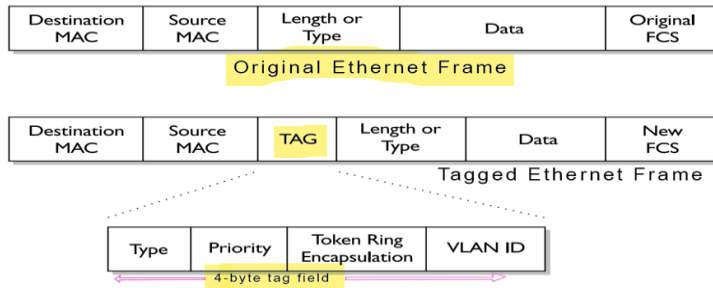 Destination MAC
Source MAC
Length or Type
Data
Original FCS
Original Ethernet Frame
Destination MAC
Source MAC
TAG
Length or Type
Data
New FCS
Tagged Ethernet Frame
Type
Priority
Token Ring Encapsulation
VLAN ID
4-byte tag field